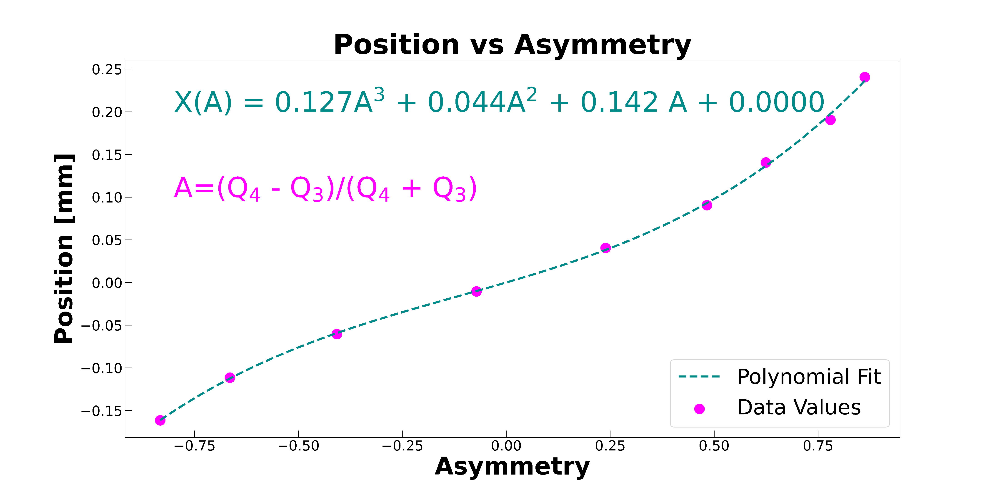 Position vs Asymmetry
0.25
0.20
0.15
0.10
0.05
0.00
−0.05
−0.10
−0.15
Position [mm]
X(A) = 0.127A³ + 0.044A² + 0.142 A + 0.0000
A=(Q₄ - Q₃)/(Q₄ + Q₃)
Polynomial Fit
Data Values
−0.75 −0.50 −0.25 0.00 0.25 0.50 0.75
Asymmetry